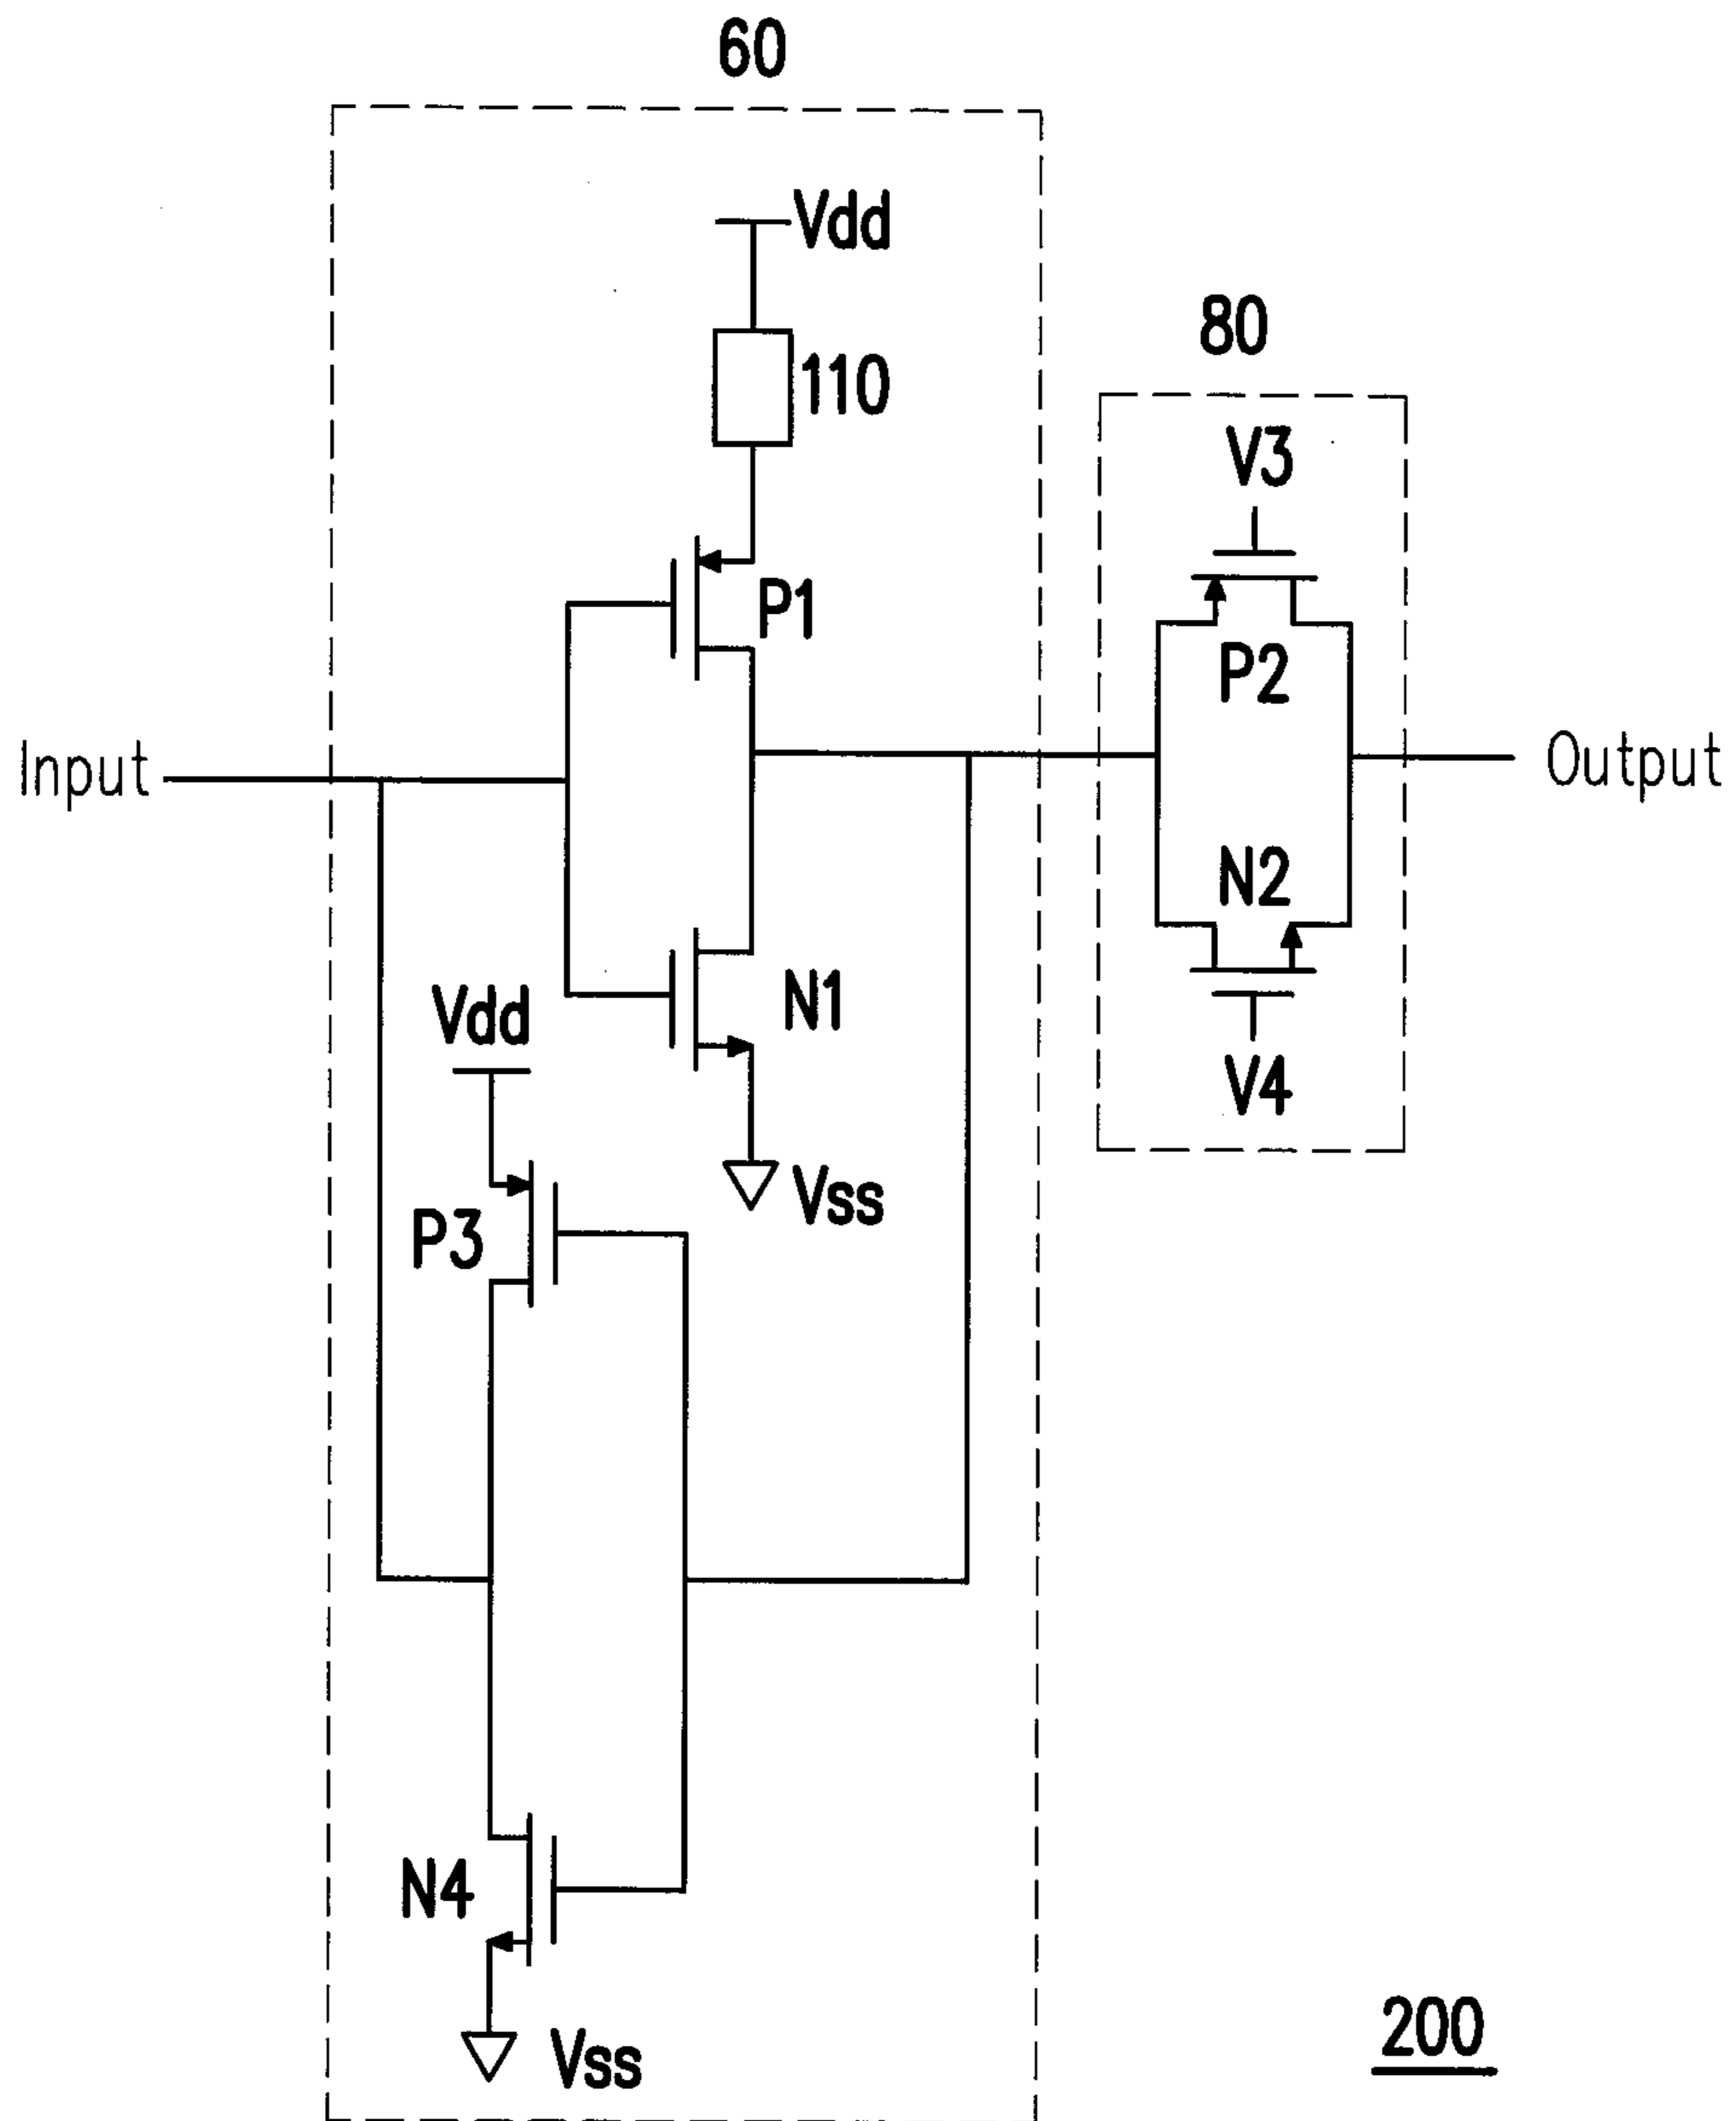 60
Vdd
110
80
V3
P1
P2
Input
Output
N2
N1
Vdd
V4
Vss
P3
N4
Vss
200